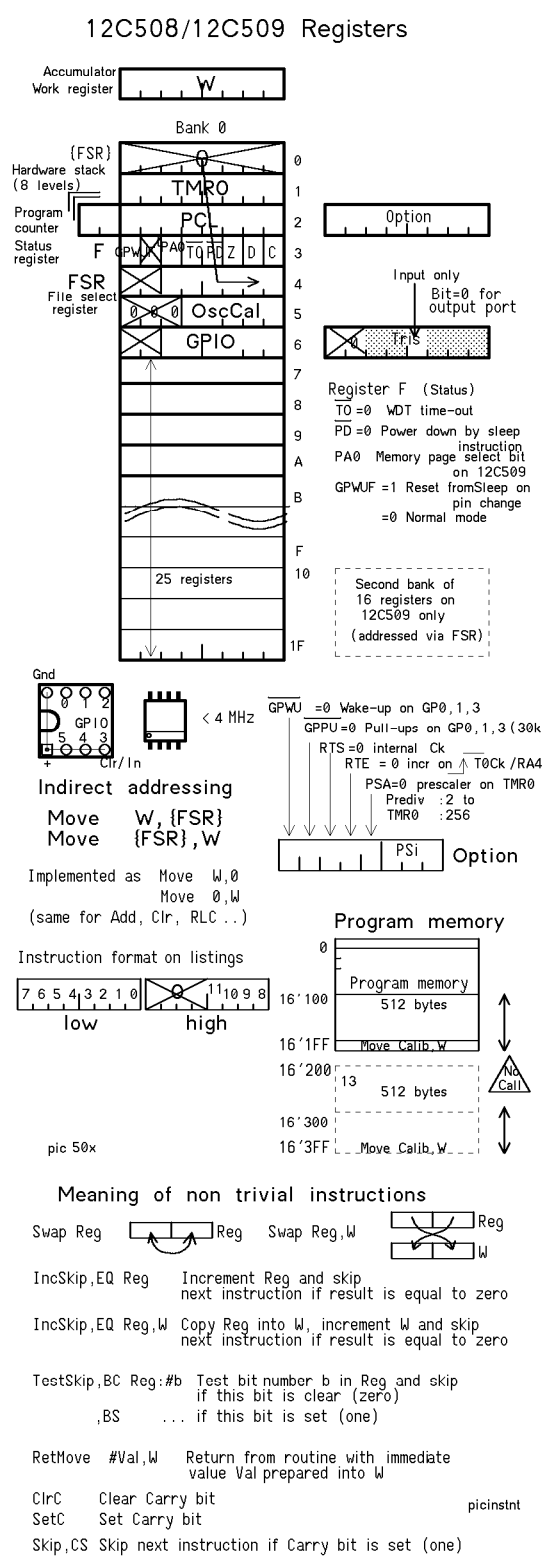 12C508/12C509 Registers
Accumulator
Work register
W
Bank 0
{FSR}
0
0
Hardware stack
(8 levels)
TMR0
1
Program
counter
PCL
2
Option
Status
register
F
GPWUF
PA0
TO PD Z D C
3
FSR
4
File select
register
0 0 0 OscCal
5
GPIO
6
Input only
Bit=0 for
output port
0
Tris
7
8
9
A
B
F
10
25 registers
1F
Register F (Status)
TO =0 WDT time-out
PD =0 Power down by sleep
instruction
PA0 Memory page select bit
on 12C509
GPWUF =1 Reset fromSleep on
pin change
=0 Normal mode
Second bank of
16 registers on
12C509 only
(addressed via FSR)
Gnd
0 1 2
GPIO
5 4 3
+
Clr/In
< 4 MHz
GPWU =0 Wake-up on GP0,1,3
GPPU=0 Pull-ups on GP0,1,3 (30k
RTS =0 internal Ck
RTE = 0 incr on T0Ck /RA4
PSA=0 prescaler on TMR0
Prediv :2 to
TMR0 :256
PSi
Option
Indirect addressing
Move W,{FSR}
Move {FSR},W
Implemented as Move W,0
Move 0,W
(same for Add, Clr, RLC ..)
Instruction format on listings
7 6 5 4 3 2 1 0
0 11 10 9 8
low
high
pic 50x
Program memory
0
Program memory
16'100
512 bytes
16'1FF
Move Calib,W
16'200
13
512 bytes
No
Call
16'300
16'3FF
Move Calib,W
Meaning of non trivial instructions
Swap Reg
Reg
Swap Reg,W
Reg
W
IncSkip,EQ Reg Increment Reg and skip
next instruction if result is equal to zero
IncSkip,EQ Reg,W Copy Reg into W, increment W and skip
next instruction if result is equal to zero
TestSkip,BC Reg:#b Test bit number b in Reg and skip
if this bit is clear (zero)
,BS ... if this bit is set (one)
RetMove #Val,W Return from routine with immediate
value Val prepared into W
ClrC Clear Carry bit
SetC Set Carry bit
picinstnt
Skip,CS Skip next instruction if Carry bit is set (one)